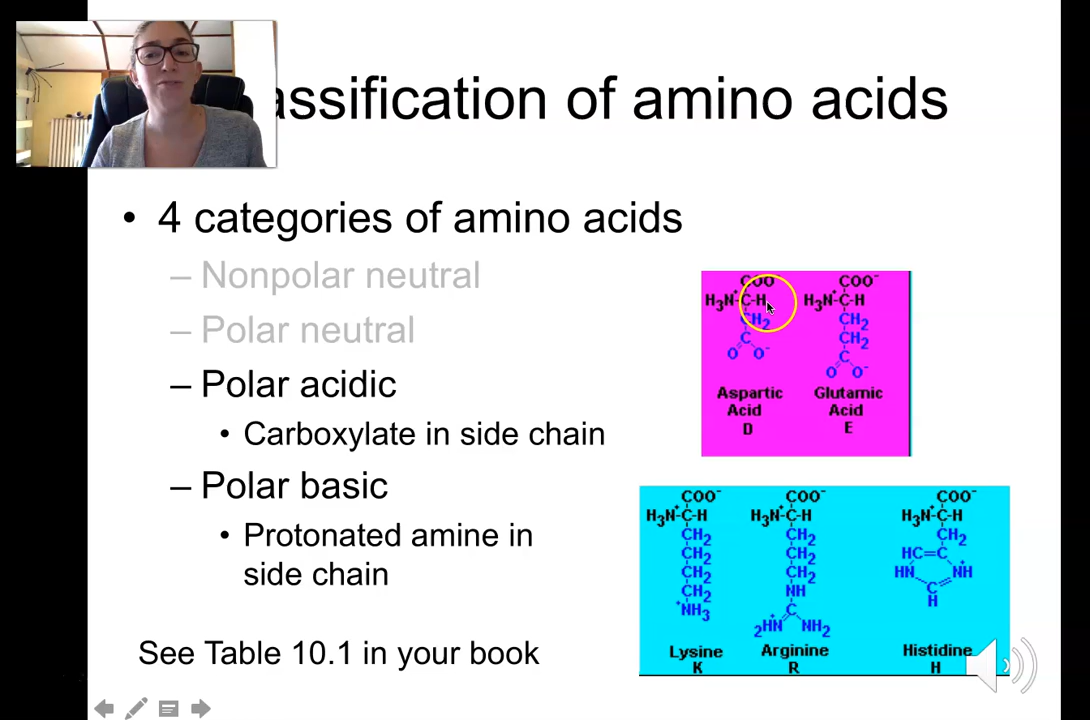 assification of amino acids
• 4 categories of amino acids
– Nonpolar neutral
– Polar neutral
– Polar acidic
• Carboxylate in side chain
– Polar basic
• Protonated amine in
side chain
See Table 10.1 in your book
COO COO⁻
H₃N⁺-C-H H₃N⁺-C-H
CH₂ CH₂
CH₂
C C
O O⁻ O O⁻
Aspartic Glutamic
Acid Acid
D E
COO⁻ COO⁻ COO⁻
H₃N⁺-C-H H₃N⁺-C-H H₃N⁺-C-H
CH₂ CH₂ CH₂
CH₂ CH₂ HC=C
CH₂ CH₂ HN NH⁺
CH₂ NH C
⁺NH₃ C H
₂HN⁺ NH₂
Lysine Arginine Histidine
K R H